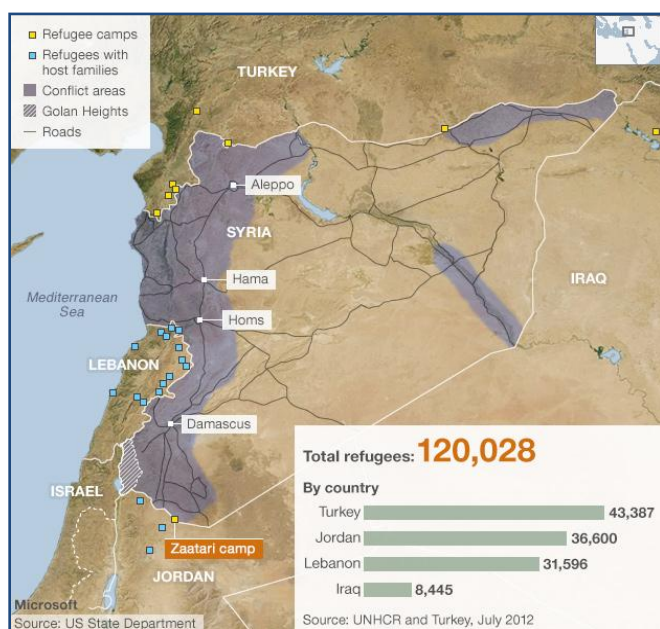 Refugee camps
Refugees with
host families
Conflict areas
Golan Heights
Roads
TURKEY
Aleppo
SYRIA
Hama
IRAQ
Mediterranean
Sea
Homs
LEBANON
Damascus
ISRAEL
Zaatari camp
JORDAN
Microsoft
Source: US State Department
Total refugees: 120,028
By country
Turkey 43,387
Jordan 36,600
Lebanon 31,596
Iraq 8,445
Source: UNHCR and Turkey, July 2012